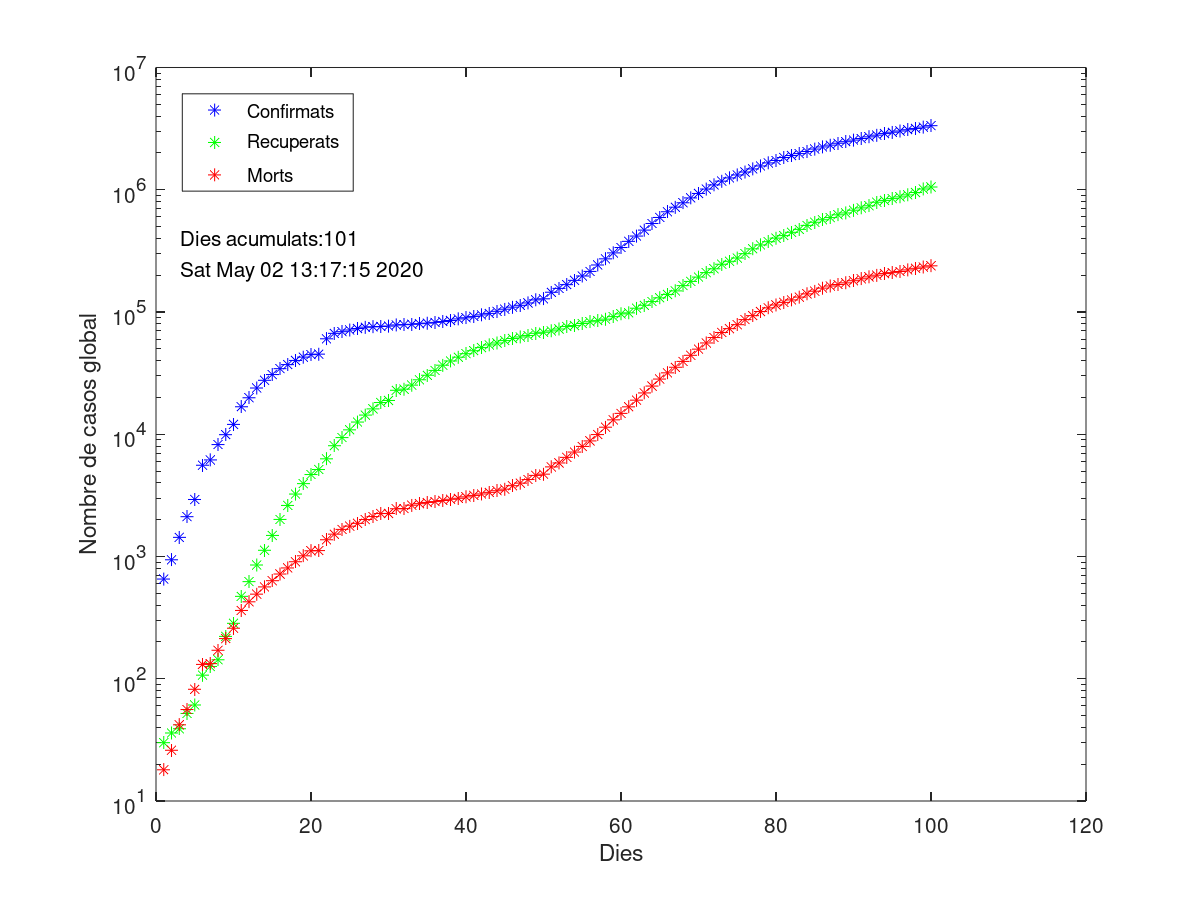 10^7
10^6
10^5
10^4
10^3
10^2
10^1
Nombre de casos global
Confirmats
Recuperats
Morts
Dies acumulats:101
Sat May 02 13:17:15 2020
0 20 40 60 80 100 120
Dies